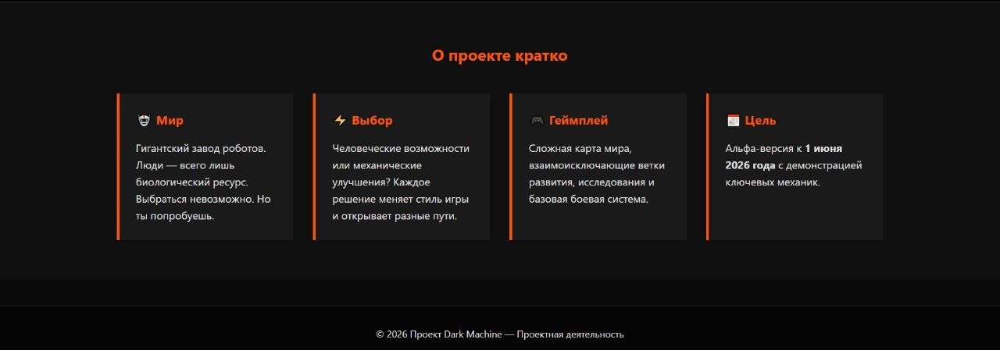 О проекте кратко
Мир
Гигантский завод роботов.
Люди — всего лишь
биологический ресурс.
Выбраться невозможно. Но
ты попробуешь.
Выбор
Человеческие возможности
или механические
улучшения? Каждое
решение меняет стиль игры
и открывает разные пути.
Геймплей
Сложная карта мира,
взаимоисключающие ветки
развития, исследования и
базовая боевая система.
Цель
Альфа-версия к 1 июня
2026 года с демонстрацией
ключевых механик.
© 2026 Проект Dark Machine — Проектная деятельность